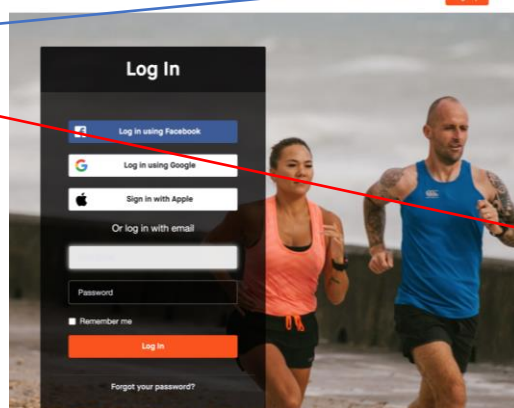 Log In
Log in using Facebook
Log in using Google
Sign in with Apple
Or log in with email
Password
Remember me
Log In
Forgot your password?